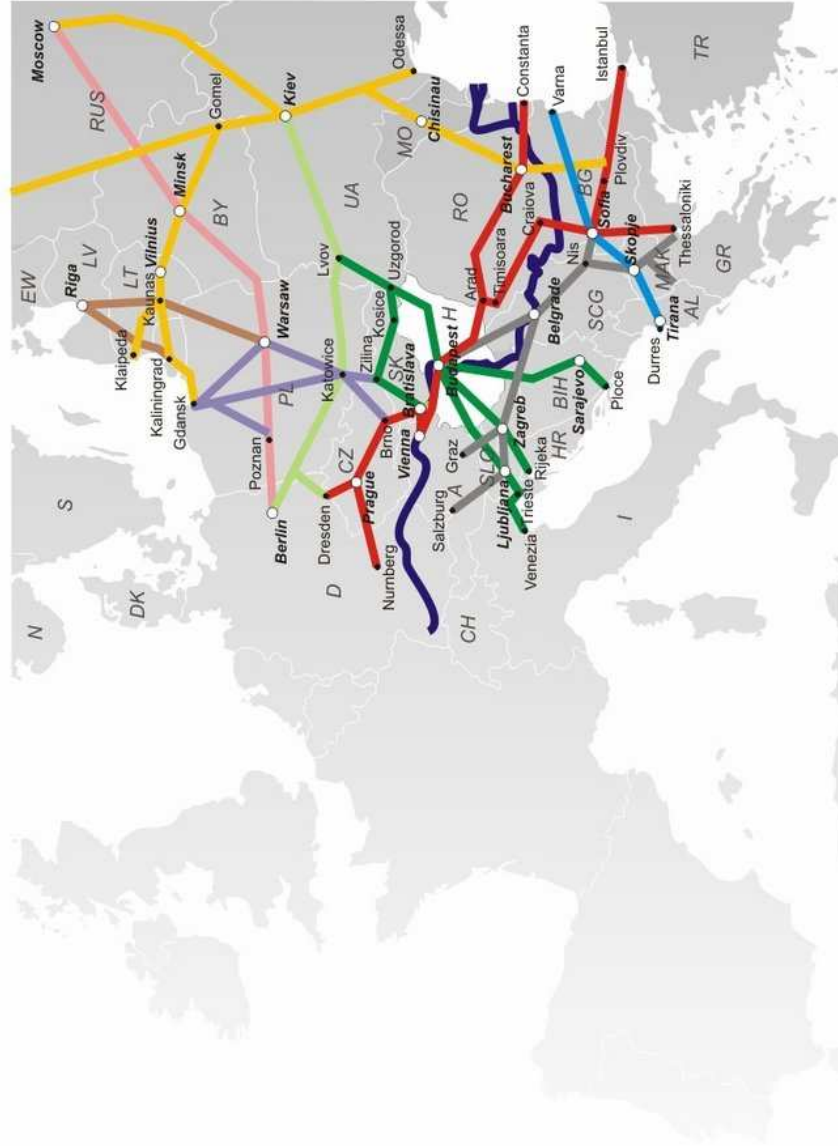 N
S
EW
DK
Riga
LV
RUS
Moscow
Klaipeda
LT
Kaunas
Vilnius
Kaliningrad
Minsk
Gdansk
BY
Gomel
Poznan
PL
Warsaw
Berlin
Kiev
Dresden
Katowice
Lvov
UA
Odessa
D
CZ
Prague
Zilina
Kosice
Uzgorod
MO
Chisinau
Nurnberg
Brno
SK
Bratislava
Vienna
Budapest
H
Arad
Timisoara
RO
CH
A
Salzburg
Graz
SLO
Ljubljana
Zagreb
Trieste
Rijeka
Venezia
HR
BIH
Sarajevo
Ploce
Belgrade
SCG
Nis
Craiova
Bucharest
Constanta
Varna
BG
Sofia
Plovdiv
Istanbul
Skopje
MAK
Tirana
Durres
AL
Thessaloniki
GR
TR
I